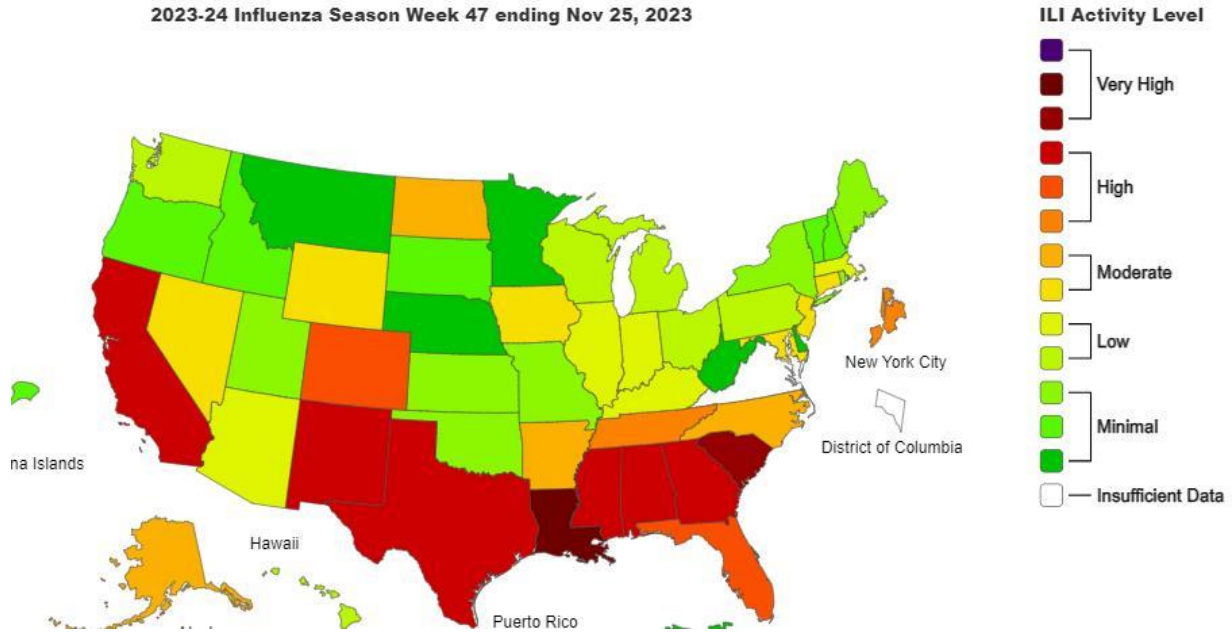 2023-24 Influenza Season Week 47 ending Nov 25, 2023
ILI Activity Level
Very High
High
Moderate
Low
Minimal
Insufficient Data
New York City
District of Columbia
na Islands
Hawaii
Puerto Rico